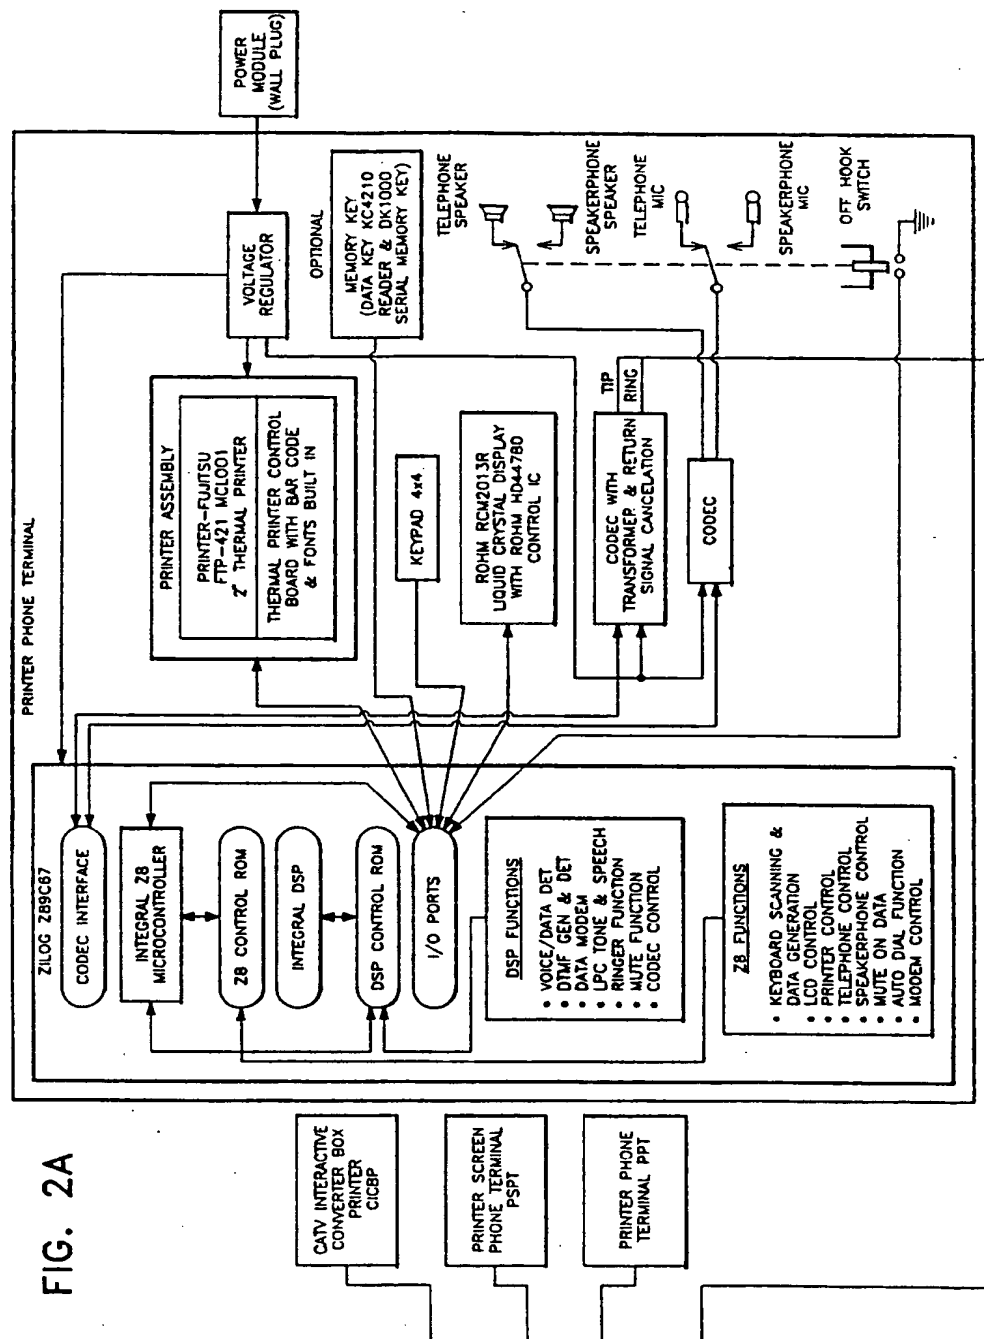 FIG. 2A
PRINTER PHONE TERMINAL
POWER
MODULE
(WALL PLUG)
VOLTAGE
REGULATOR
OPTIONAL
MEMORY KEY
(DATA KEY KC4210
READER & DK1000
SERIAL MEMORY KEY)
PRINTER ASSEMBLY
PRINTER-FUJITSU
FTP-421 MCL001
2" THERMAL PRINTER
THERMAL PRINTER CONTROL
BOARD WITH BAR CODE
& FONTS BUILT IN
KEYPAD 4x4
ROHM RCM2013R
LIQUID CRYSTAL DISPLAY
WITH ROHM HD44780
CONTROL IC
CODEC WITH
TRANSFORMER & RETURN
SIGNAL CANCELATION
TIP
RING
CODEC
TELEPHONE
SPEAKER
SPEAKERPHONE
SPEAKER
TELEPHONE
MIC
SPEAKERPHONE
MIC
OFF HOOK
SWITCH
ZILOG Z89C67
CODEC INTERFACE
INTEGRAL Z8
MICROCONTROLLER
Z8 CONTROL ROM
INTEGRAL DSP
DSP CONTROL ROM
I/O PORTS
DSP FUNCTIONS
• VOICE/DATA DET
• DTMF GEN & DET
• DATA MODEM
• LPC TONE & SPEECH
• RINGER FUNCTION
• MUTE FUNCTION
• CODEC CONTROL
Z8 FUNCTIONS
• KEYBOARD SCANNING &
• DATA GENERATION
• LCD CONTROL
• PRINTER CONTROL
• TELEPHONE CONTROL
• SPEAKERPHONE CONTROL
• MUTE ON DATA
• AUTO DIAL FUNCTION
• MODEM CONTROL
CATV INTERACTIVE
CONVERTER BOX
PRINTER
CICBP
PRINTER SCREEN
PHONE TERMINAL
PSPT
PRINTER PHONE
TERMINAL PPT